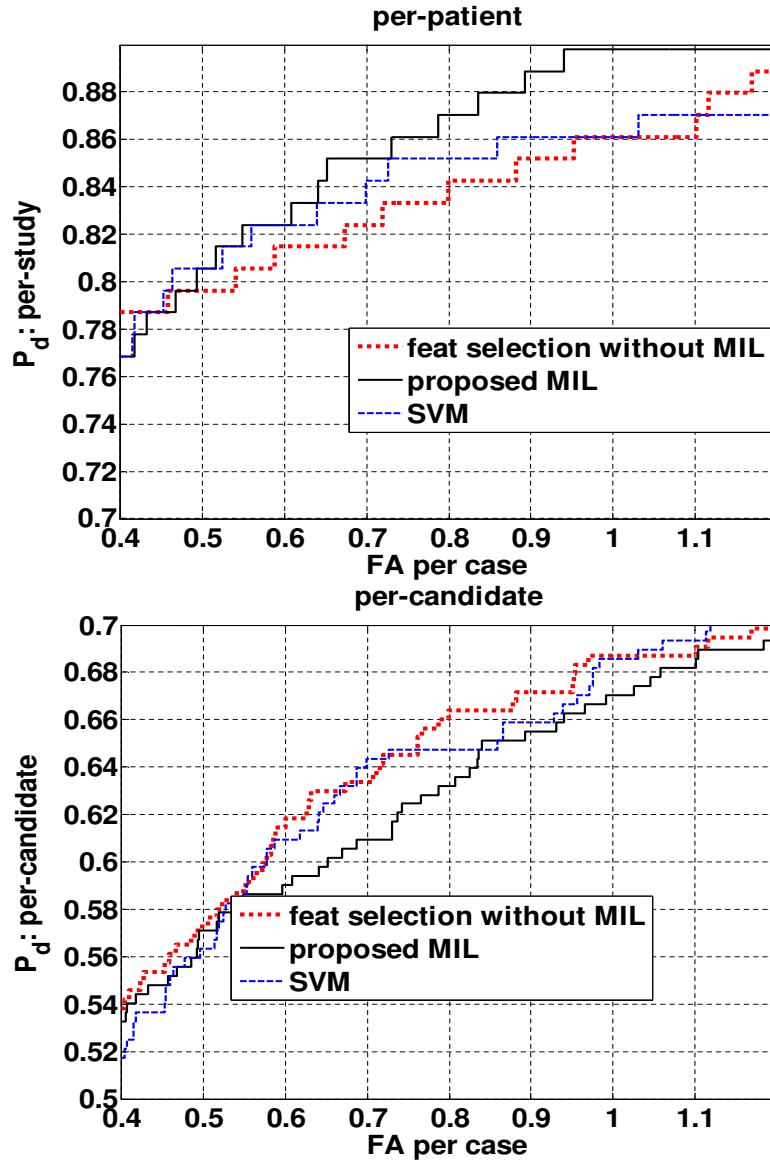 per-patient
P_d: per-study
0.88
0.86
0.84
0.82
0.8
0.78
0.76
0.74
0.72
0.7
feat selection without MIL
proposed MIL
SVM
0.4 0.5 0.6 0.7 0.8 0.9 1 1.1
FA per case
per-candidate
P_d: per-candidate
0.7
0.68
0.66
0.64
0.62
0.6
0.58
0.56
0.54
0.52
0.5
feat selection without MIL
proposed MIL
SVM
0.4 0.5 0.6 0.7 0.8 0.9 1 1.1
FA per case